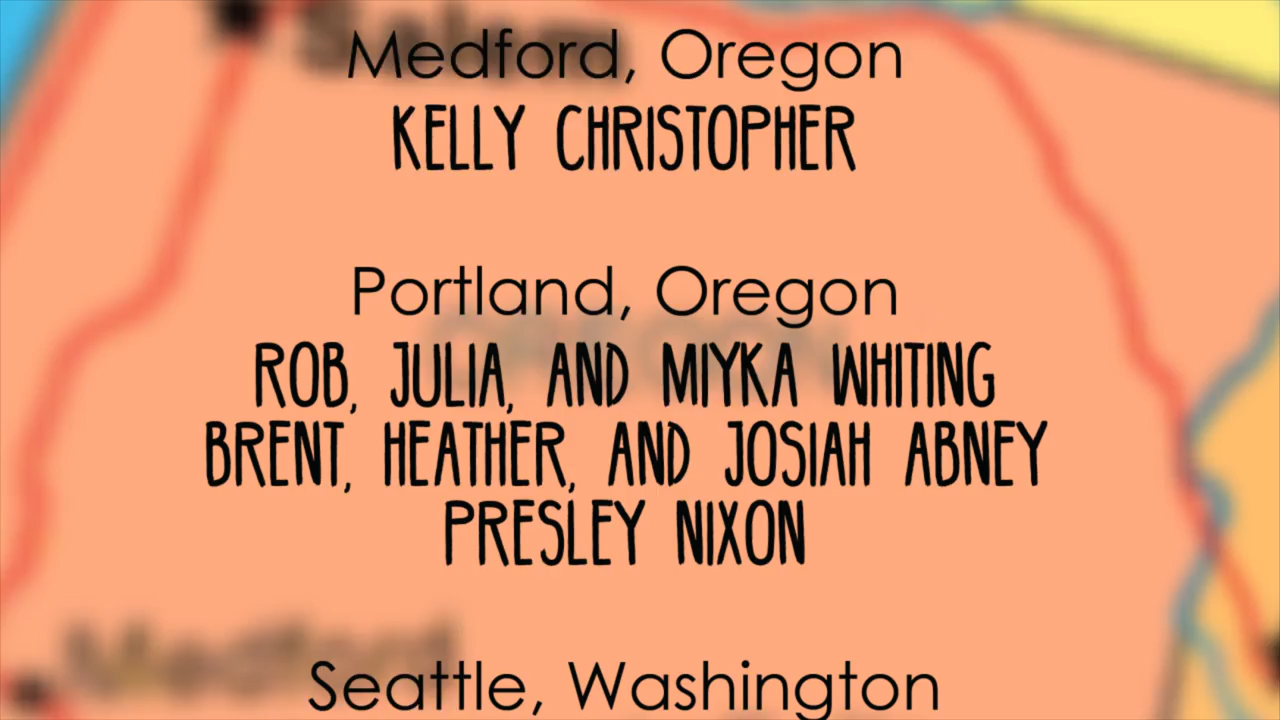 Medford, Oregon
KELLY CHRISTOPHER
Portland, Oregon
ROB, JULIA, AND MIYKA WHITING
BRENT, HEATHER, AND JOSIAH ABNEY
PRESLEY NIXON
Medford
Seattle, Washington